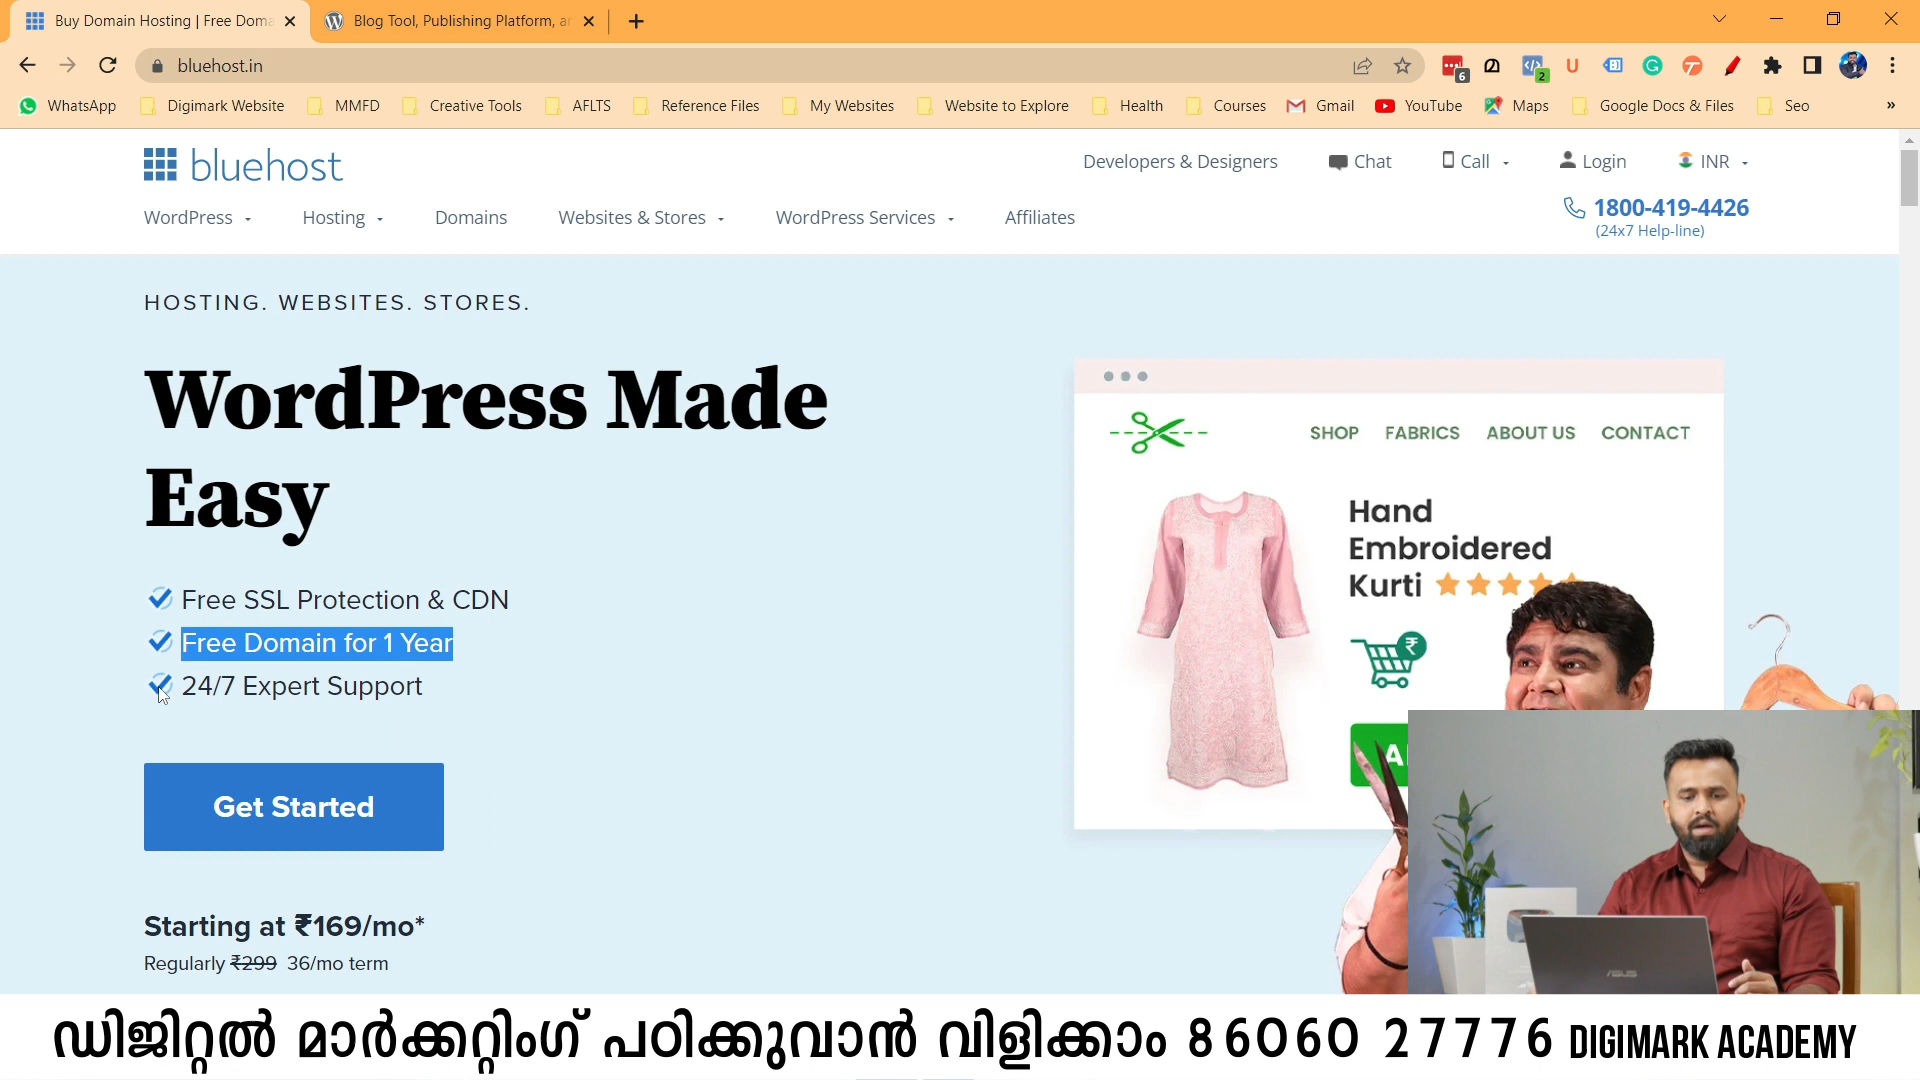 Buy Domain Hosting | Free Doma
Blog Tool, Publishing Platform, an
bluehost.in
6
2
WhatsApp
Digimark Website
MMFD
Creative Tools
AFLTS
Reference Files
My Websites
Website to Explore
Health
Courses
Gmail
YouTube
Maps
Google Docs & Files
Seo
»
bluehost
Developers & Designers
Chat
Call
Login
INR
WordPress
Hosting
Domains
Websites & Stores
WordPress Services
Affiliates
1800-419-4426
(24x7 Help-line)
HOSTING. WEBSITES. STORES.
WordPress Made
Easy
Free SSL Protection & CDN
Free Domain for 1 Year
24/7 Expert Support
Get Started
Starting at ₹169/mo*
Regularly ₹299 36/mo term
SHOP FABRICS ABOUT US CONTACT
Hand
Embroidered
Kurti
₹
A
ASUS
ഡിജിറ്റൽ മാർക്കറ്റിംഗ് പഠിക്കുവാൻ വിളിക്കാം 86060 27776 DIGIMARK ACADEMY